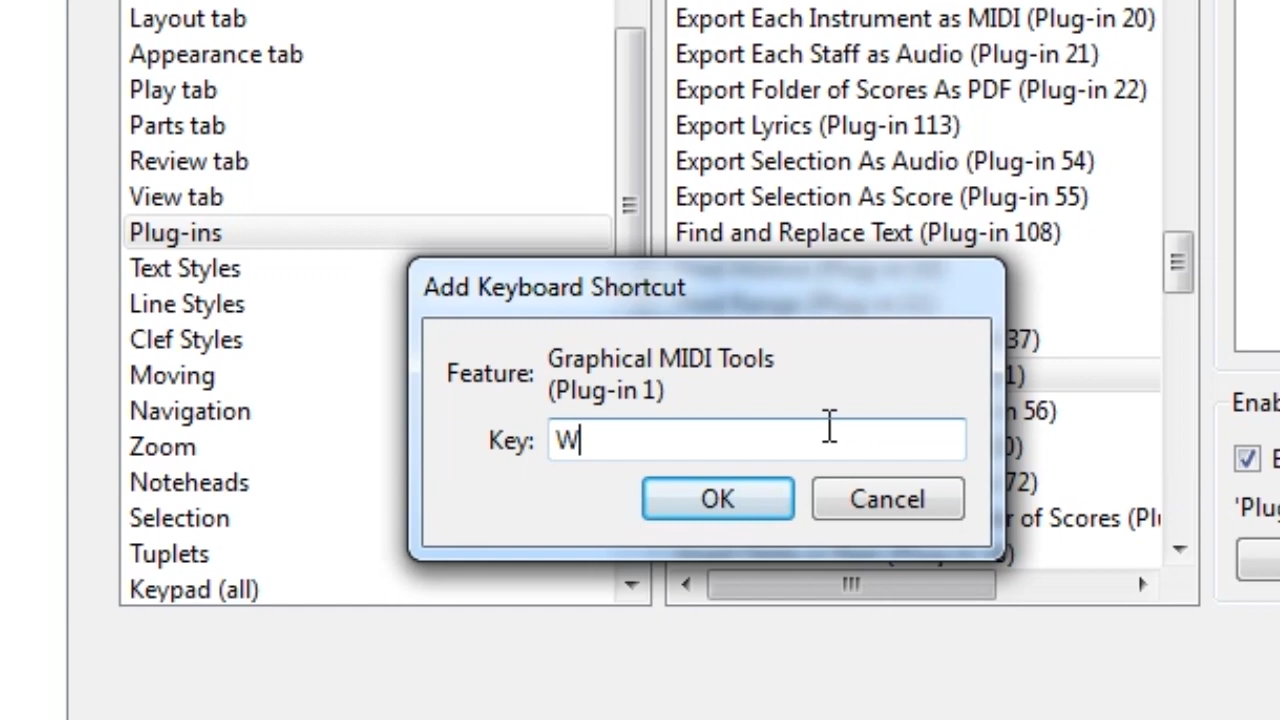 Layout tab
Appearance tab
Play tab
Parts tab
Review tab
View tab
Plug-ins
Text Styles
Line Styles
Clef Styles
Moving
Navigation
Zoom
Noteheads
Selection
Tuplets
Keypad (all)
Export Each Instrument as MIDI (Plug-in 20)
Export Each Staff as Audio (Plug-in 21)
Export Folder of Scores As PDF (Plug-in 22)
Export Lyrics (Plug-in 113)
Export Selection As Audio (Plug-in 54)
Export Selection As Score (Plug-in 55)
Find and Replace Text (Plug-in 108)
37)
1)
n 56)
0)
72)
r of Scores (Plu
Add Keyboard Shortcut
Feature: Graphical MIDI Tools
(Plug-in 1)
Key: W
OK Cancel
Enab
E
'Plug